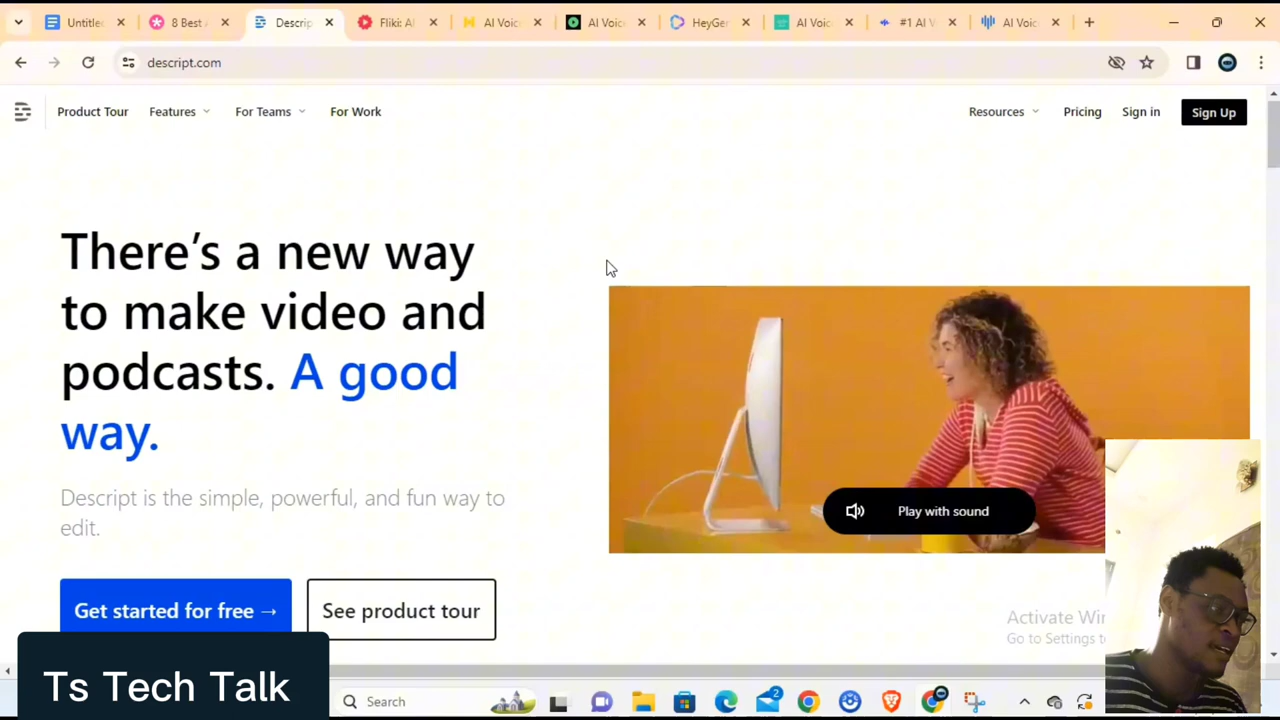 Untitle
8 Best
Descrip
Fliki: A
AI Voic
AI Voic
HeyGer
AI Voic
#1 AI V
AI Voic
descript.com
Product Tour
Features
For Teams
For Work
Resources
Pricing
Sign in
Sign Up
There's a new way
to make video and
podcasts. A good
way.
Descript is the simple, powerful, and fun way to
edit.
Play with sound
Get started for free →
See product tour
Activate Wi
Go to Settings t
Ts Tech Talk
Search
2